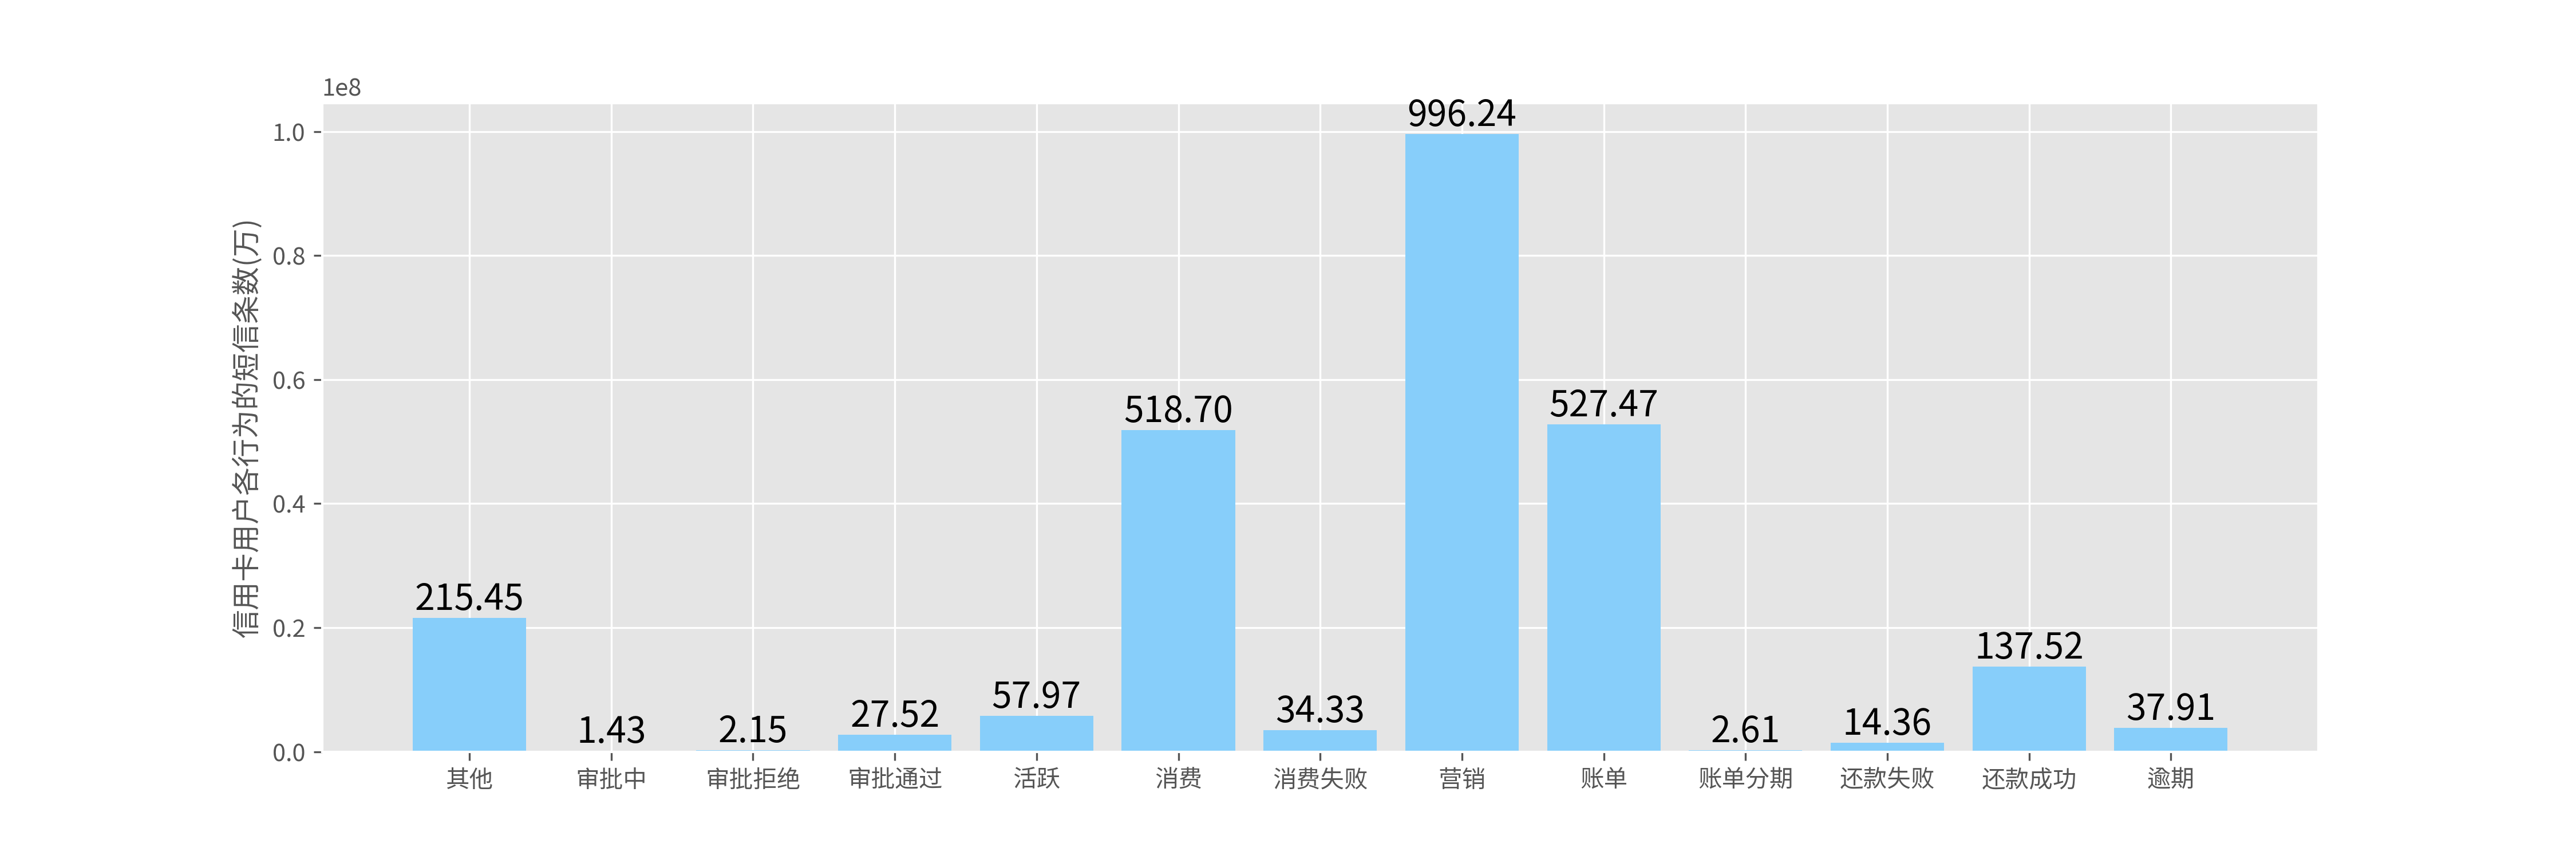 1e8
信用卡用户各行为的短信条数(万)
1.0
0.8
0.6
0.4
0.2
0.0
215.45
1.43
2.15
27.52
57.97
518.70
34.33
996.24
527.47
2.61
14.36
137.52
37.91
其他
审批中
审批拒绝
审批通过
活跃
消费
消费失败
营销
账单
账单分期
还款失败
还款成功
逾期